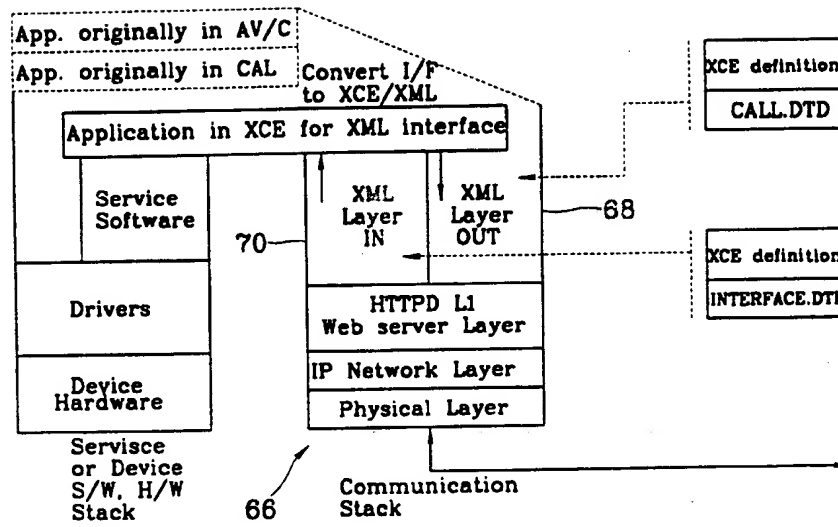 App. originally in AV/C
App. originally in CAL
Convert I/F
to XCE/XML
Application in XCE for XML interface
Service
Software
XML
Layer
IN
XML
Layer
OUT
70
68
Drivers
HTTPD L1
Web server Layer
IP Network Layer
Device
Hardware
Physical Layer
Servisce
or Device
S/W, H/W
Stack
66
Communication
Stack
XCE definition
CALL.DTD
XCE definition
INTERFACE.DTD